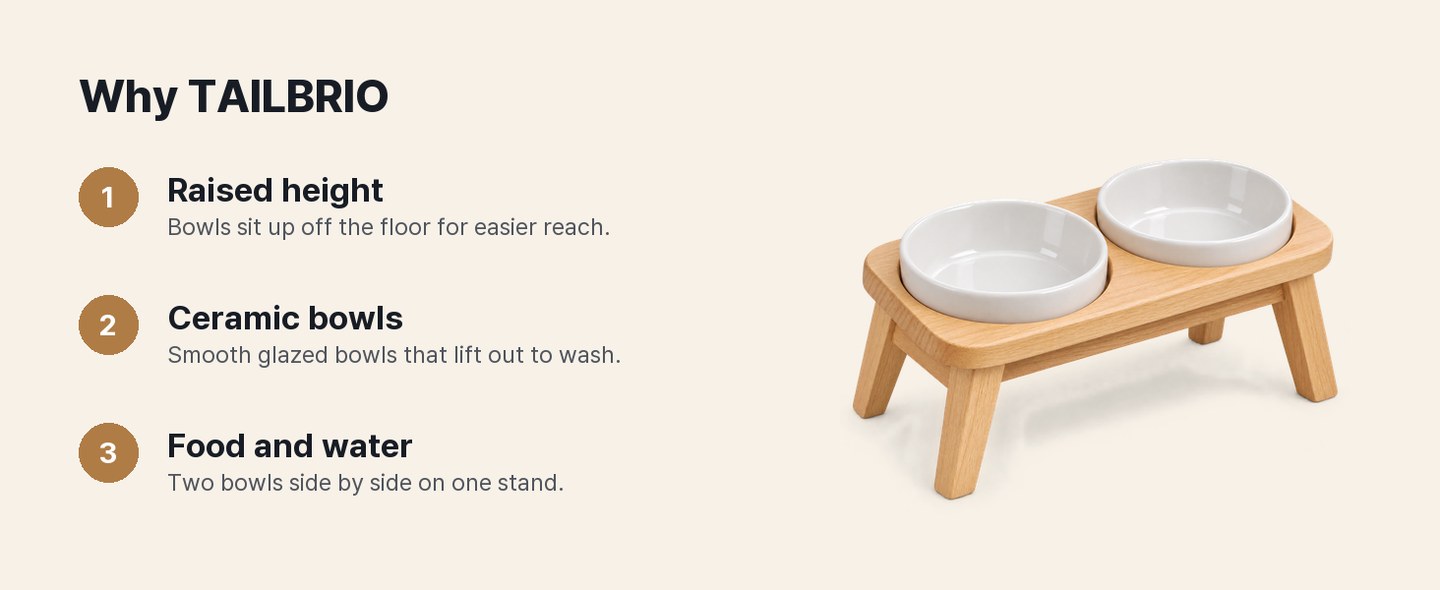 Why TAILBRIO
1
Raised height
Bowls sit up off the floor for easier reach.
2
Ceramic bowls
Smooth glazed bowls that lift out to wash.
3
Food and water
Two bowls side by side on one stand.